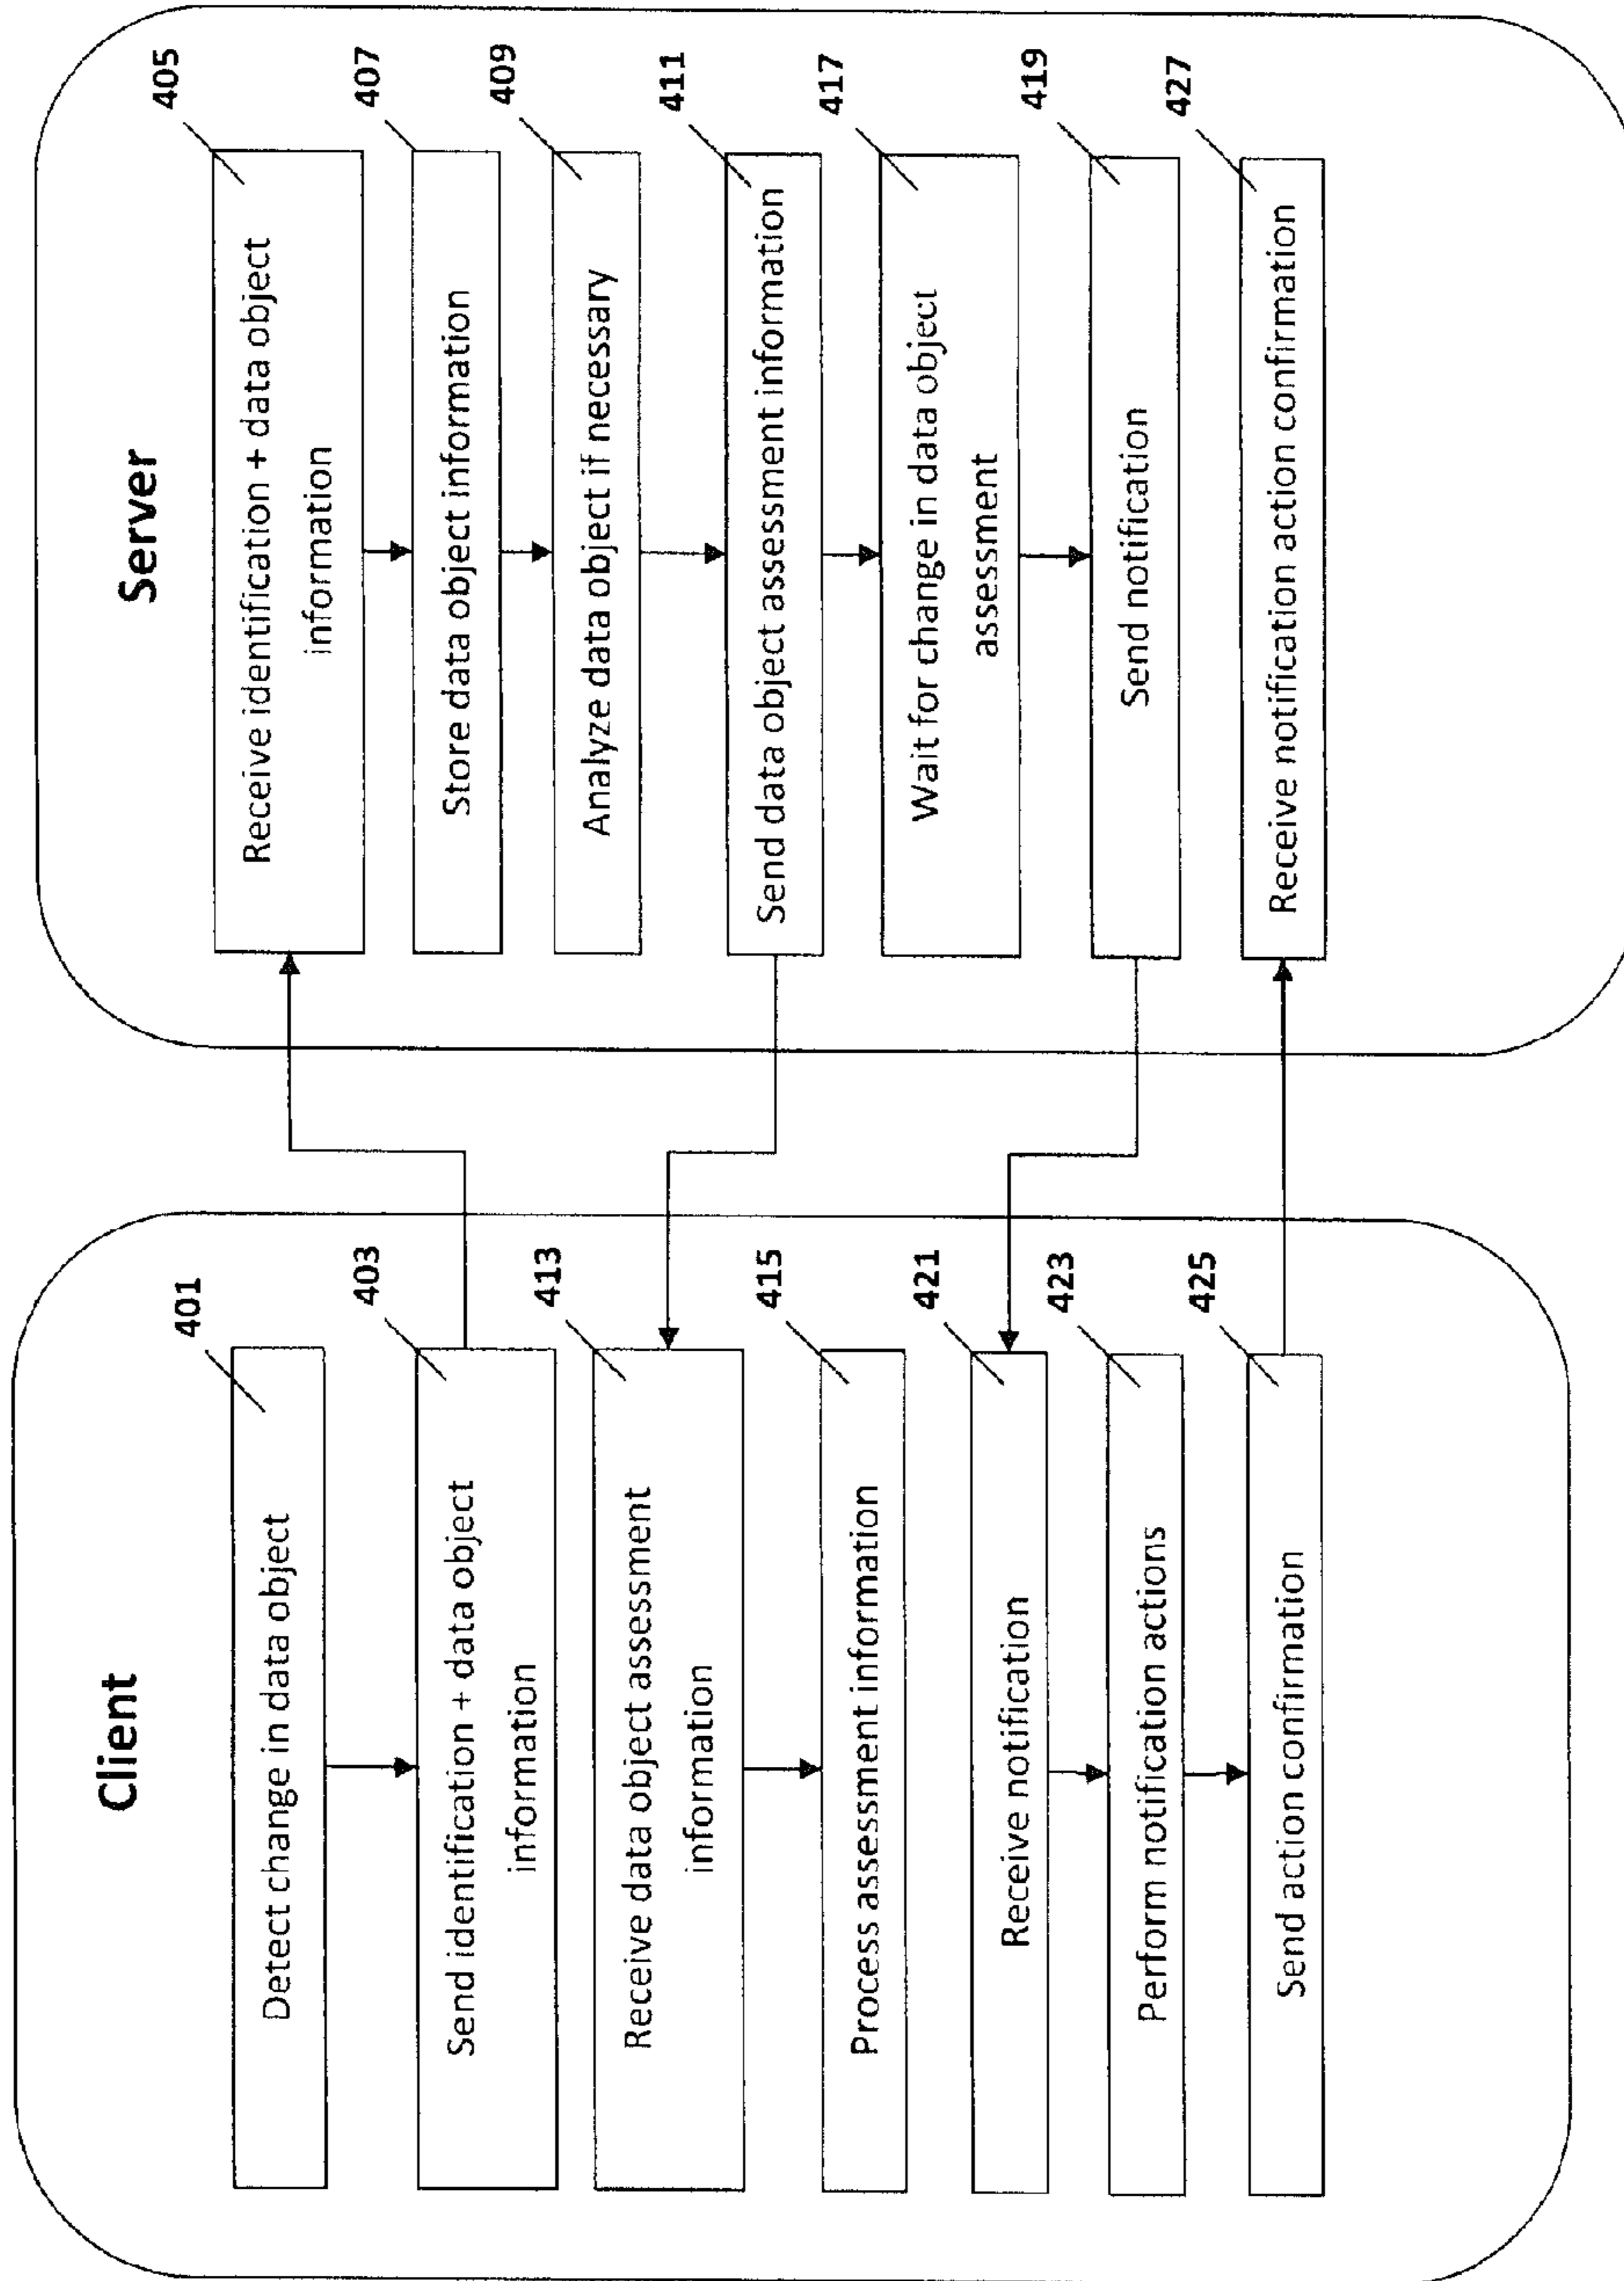 Client
401
Detect change in data object
403
Send identification + data object
information
413
Receive data object assessment
information
415
Process assessment information
421
Receive notification
423
Perform notification actions
425
Send action confirmation
Server
405
Receive identification + data object
information
407
Store data object information
409
Analyze data object if necessary
411
Send data object assessment information
417
Wait for change in data object
assessment
419
Send notification
427
Receive notification action confirmation